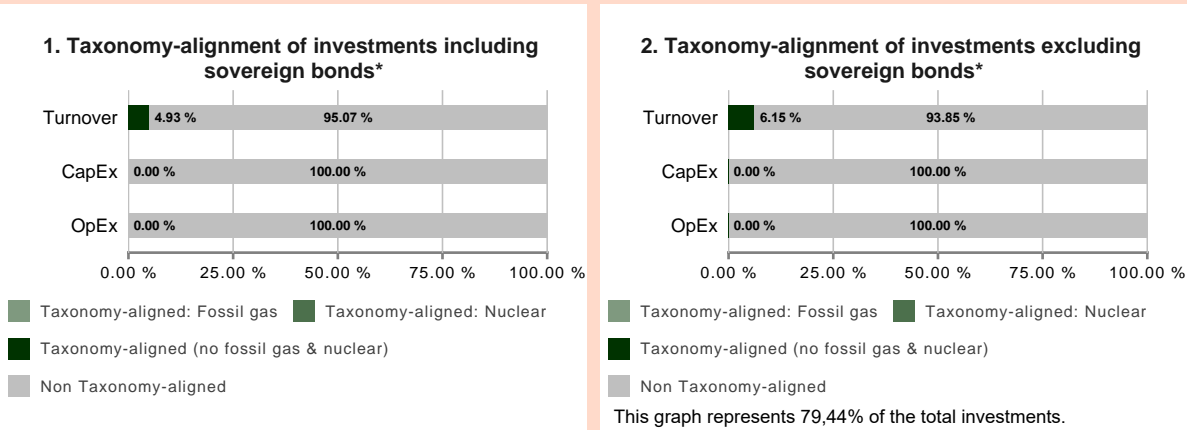 1. Taxonomy-alignment of investments including
sovereign bonds*
Turnover
4.93 %
95.07 %
CapEx
0.00 %
100.00 %
OpEx
0.00 %
100.00 %
0.00 %
25.00 %
50.00 %
75.00 %
100.00 %
Taxonomy-aligned: Fossil gas
Taxonomy-aligned: Nuclear
Taxonomy-aligned (no fossil gas & nuclear)
Non Taxonomy-aligned
2. Taxonomy-alignment of investments excluding
sovereign bonds*
Turnover
6.15 %
93.85 %
CapEx
0.00 %
100.00 %
OpEx
0.00 %
100.00 %
0.00 %
25.00 %
50.00 %
75.00 %
100.00 %
Taxonomy-aligned: Fossil gas
Taxonomy-aligned: Nuclear
Taxonomy-aligned (no fossil gas & nuclear)
Non Taxonomy-aligned
This graph represents 79,44% of the total investments.